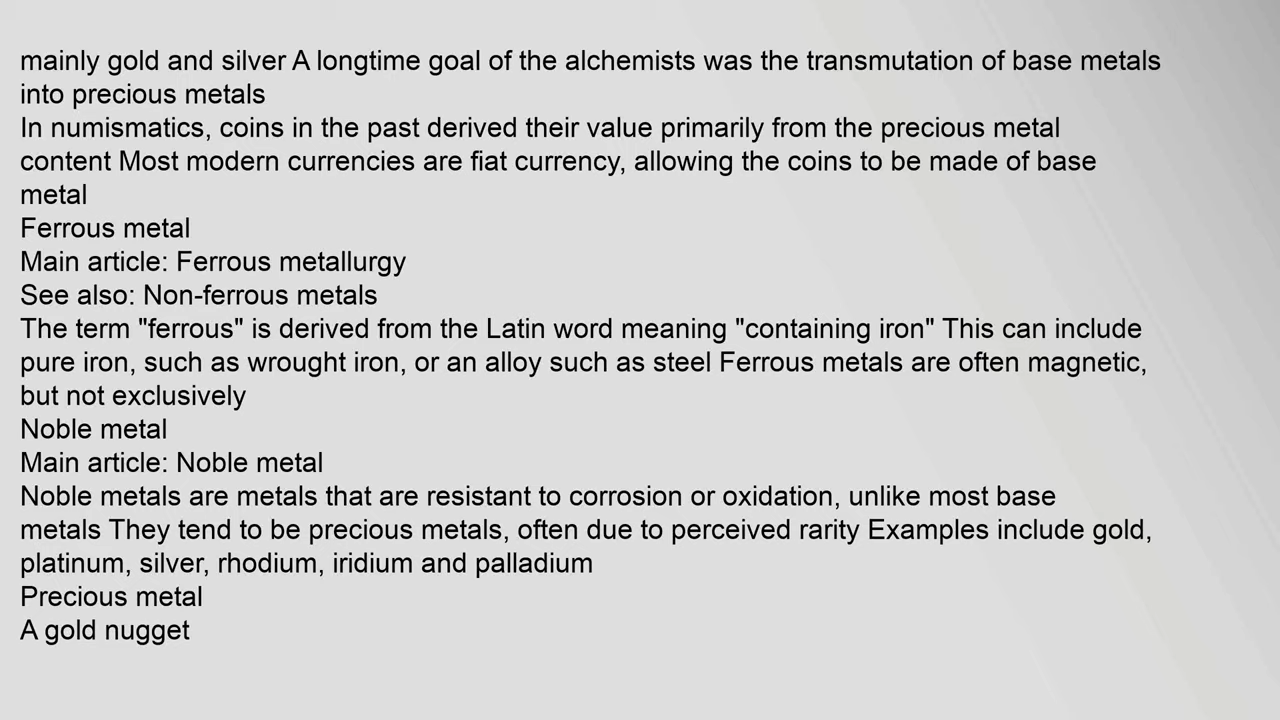 mainly gold and silver A longtime goal of the alchemists was the transmutation of base metals
into precious metals
In numismatics, coins in the past derived their value primarily from the precious metal
content Most modern currencies are fiat currency, allowing the coins to be made of base
metal
Ferrous metal
Main article: Ferrous metallurgy
See also: Non-ferrous metals
The term "ferrous" is derived from the Latin word meaning "containing iron" This can include
pure iron, such as wrought iron, or an alloy such as steel Ferrous metals are often magnetic,
but not exclusively
Noble metal
Main article: Noble metal
Noble metals are metals that are resistant to corrosion or oxidation, unlike most base
metals They tend to be precious metals, often due to perceived rarity Examples include gold,
platinum, silver, rhodium, iridium and palladium
Precious metal
A gold nugget